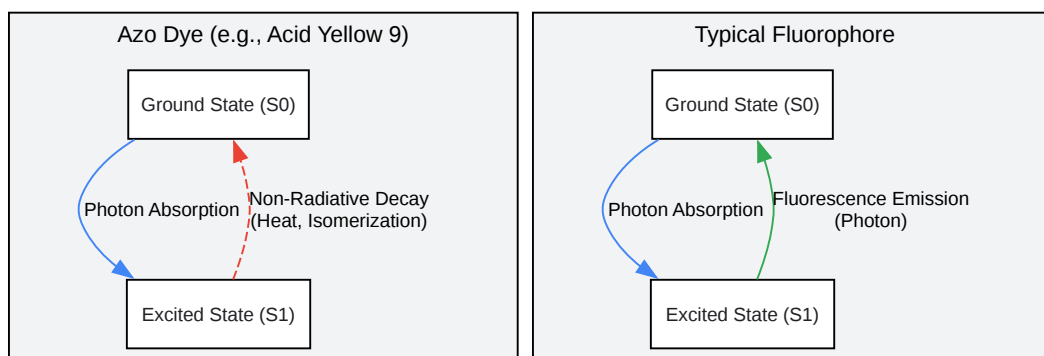 Azo Dye (e.g., Acid Yellow 9)
Ground State (S0)
Photon Absorption
Non-Radiative Decay
(Heat, Isomerization)
Excited State (S1)
Typical Fluorophore
Ground State (S0)
Photon Absorption
Fluorescence Emission
(Photon)
Excited State (S1)